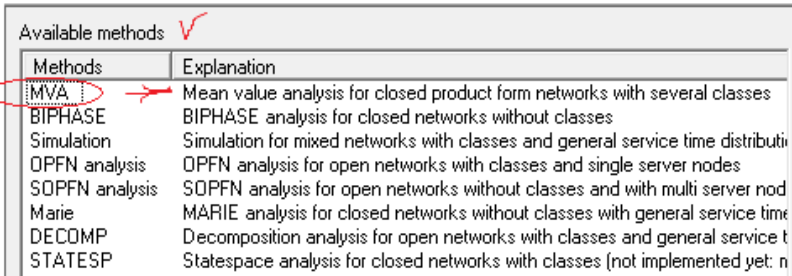 Available methods
Methods Explanation
MVA Mean value analysis for closed product form networks with several classes
BIPHASE BIPHASE analysis for closed networks without classes
Simulation Simulation for mixed networks with classes and general service time
OPFN analysis OPFN analysis for open networks with classes and single server nodes
SOPFN analysis SOPFN analysis for open networks without classes and with multi server
Marie MARIE analysis for closed networks without classes with general service time
DECOMP Decomposition analysis for open networks with classes and general service
STATESP Statespace analysis for closed networks with classes (not implemented yet: